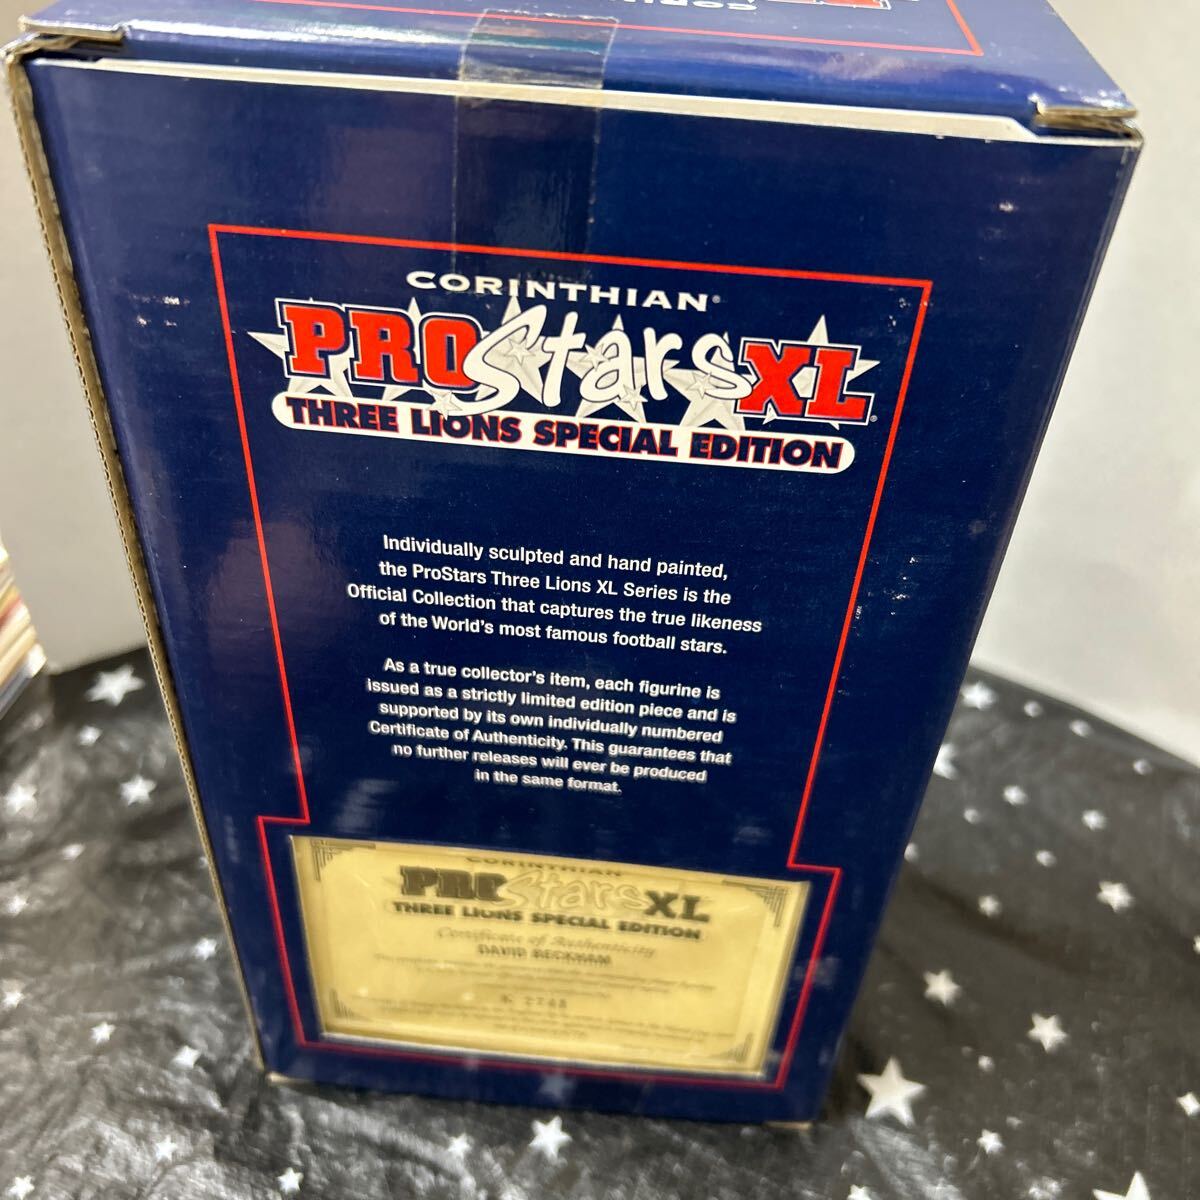 CORINTHIAN®
PROStarsXL®
THREE LIONS SPECIAL EDITION
Individually sculpted and hand painted,
the ProStars Three Lions XL Series is the
Official Collection that captures the true likeness
of the World's most famous football stars.
As a true collector's item, each figurine is
issued as a strictly limited edition piece and is
supported by its own individually numbered
Certificate of Authenticity. This guarantees that
no further releases will ever be produced
in the same format.
CORINTHIAN
PROStarsXL
THREE LIONS SPECIAL EDITION
Certificate of Authenticity
DAVID BECKHAM